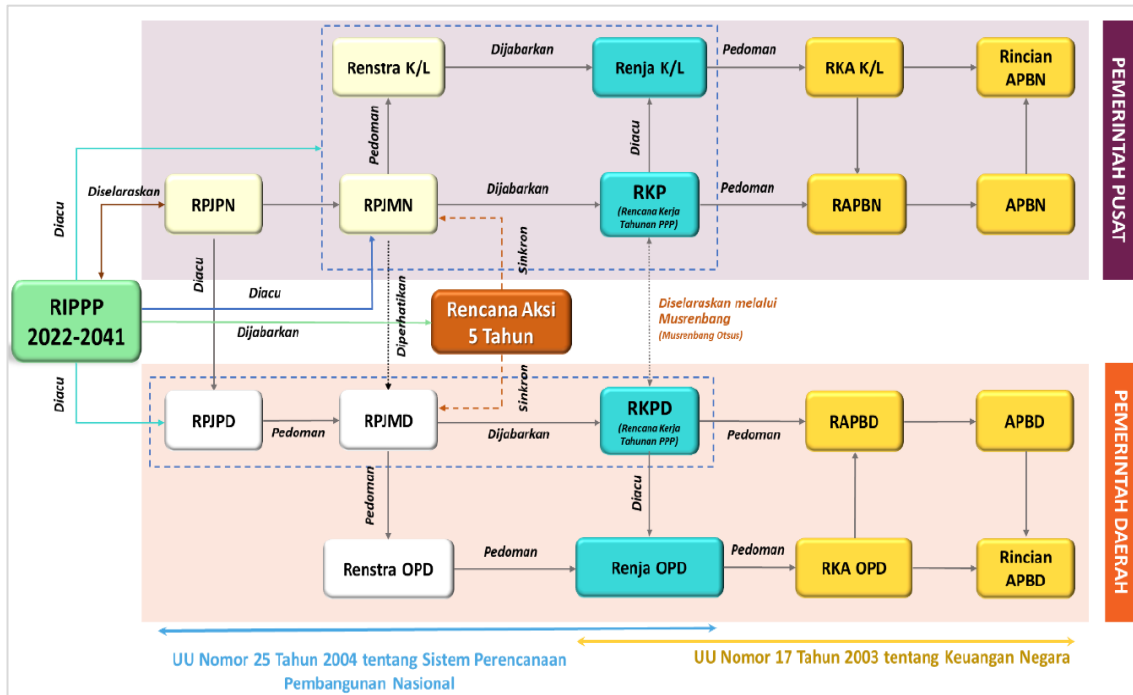 Renstra K/L
Dijabarkan
Renja K/L
Pedoman
RKA K/L
Rincian
APBN
PEMERINTAH PUSAT
Pedoman
Diacu
Diacu
Diselaraskan
RPJPN
RPJMN
Dijabarkan
RKP
(Rencana Kerja
Tahunan PPP)
Pedoman
RAPBN
APBN
Sinkron
Diacu
RIPPP
2022-2041
Diacu
Dijabarkan
Diperhatikan
Rencana Aksi
5 Tahun
Diselaraskan melalui
Musrenbang
(Musrenbang Otsus)
Sinkron
Diacu
RPJPD
Pedoman
RPJMD
Dijabarkan
RKPD
(Rencana Kerja
Tahunan PPP)
Pedoman
RAPBD
APBD
PEMERINTAH DAERAH
Pedoman
Diacu
Renstra OPD
Pedoman
Renja OPD
Pedoman
RKA OPD
Rincian
APBD
UU Nomor 25 Tahun 2004 tentang Sistem Perencanaan
Pembangunan Nasional
UU Nomor 17 Tahun 2003 tentang Keuangan Negara